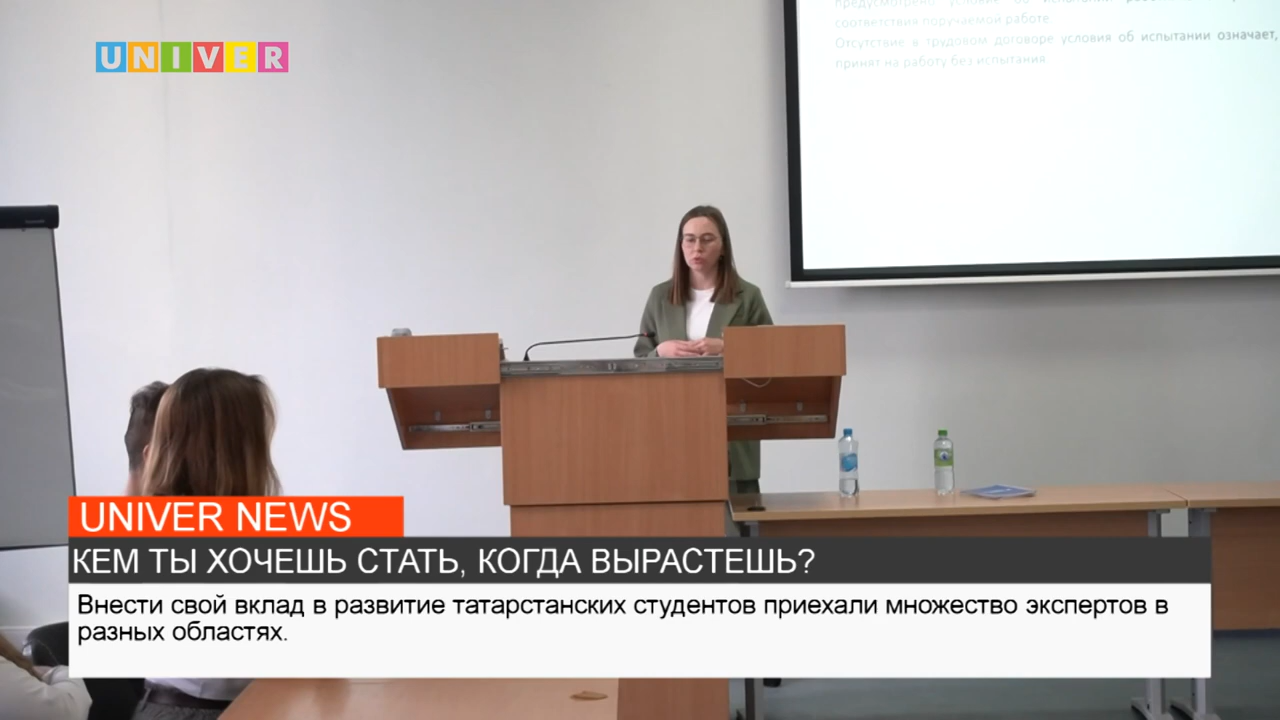 UNIVER
соответствия поручаемой работе.
Отсутствие в трудовом договоре условия об испытании означает,
принят на работу без испытания.
UNIVER NEWS
КЕМ ТЫ ХОЧЕШЬ СТАТЬ, КОГДА ВЫРАСТЕШЬ?
Внести свой вклад в развитие татарстанских студентов приехали множество экспертов в
разных областях.